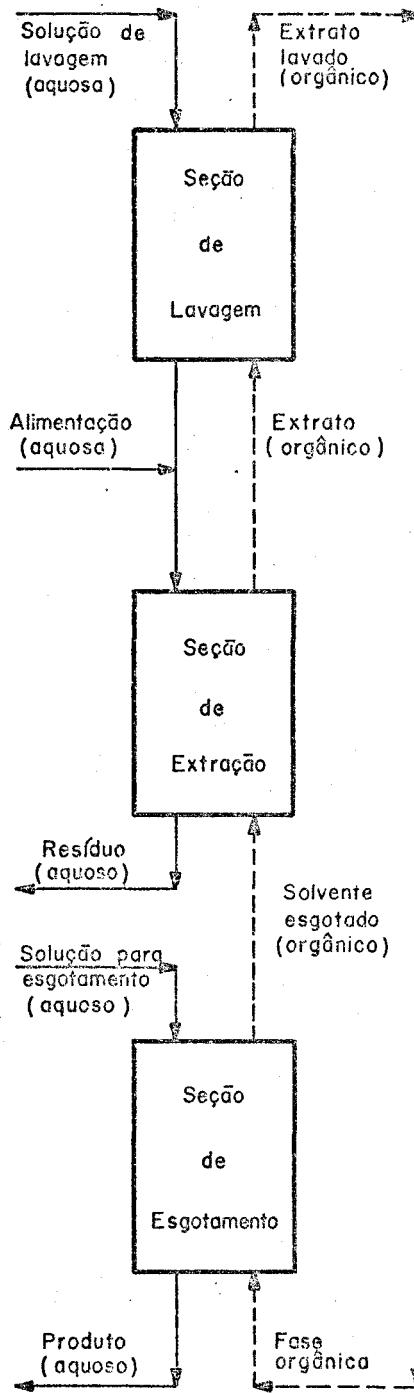 Solução de
lavagem
(aquosa)
Extrato
lavado
(orgânico)
Seção
de
Lavagem
Alimentação
(aquosa)
Extrato
(orgânico)
Seção
de
Extração
Resíduo
(aquoso)
Solvente
esgotado
(orgânico)
Solução para
esgotamento
(aquoso)
Seção
de
Esgotamento
Produto
(aquoso)
Fase
orgânica